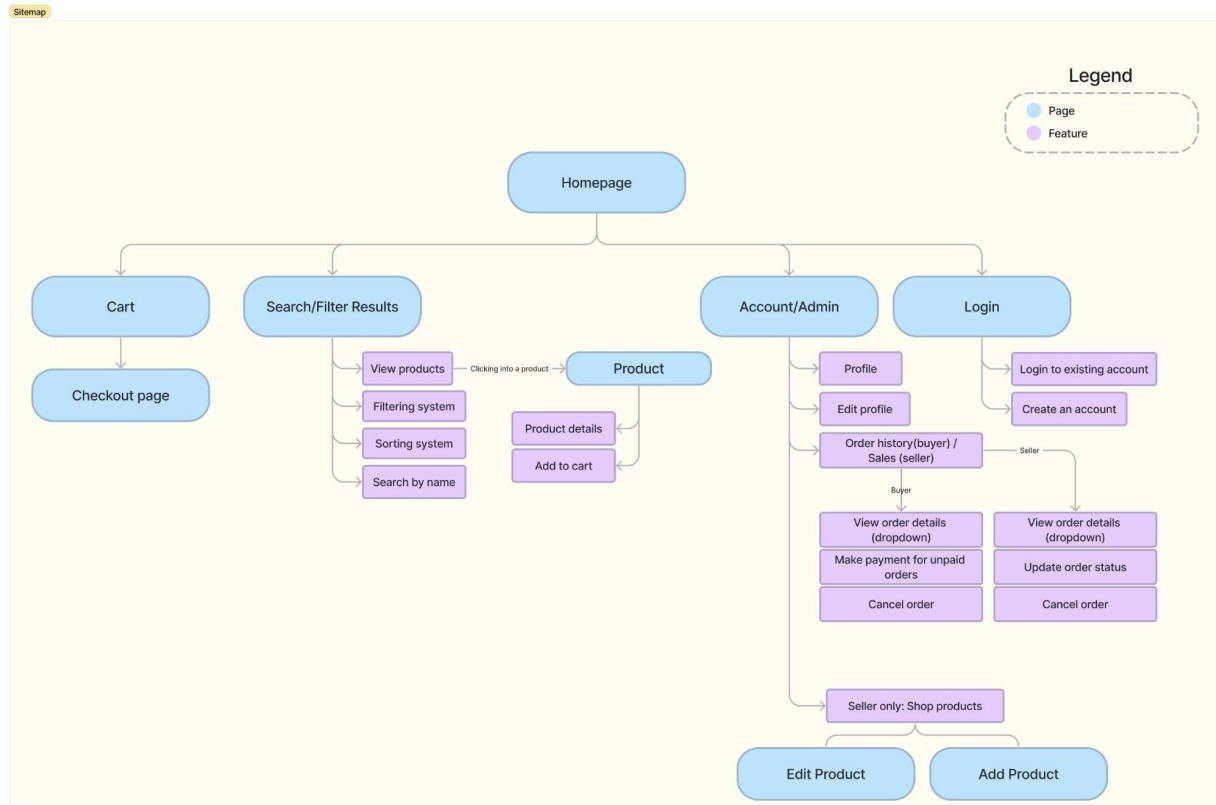 Sitemap
Legend
Page
Feature
Homepage
Cart
Search/Filter Results
Account/Admin
Login
Checkout page
View products
Clicking into a product
Product
Filtering system
Sorting system
Search by name
Product details
Add to cart
Profile
Edit profile
Order history(buyer) /
Sales (seller)
Seller
Buyer
Login to existing account
Create an account
View order details
(dropdown)
Make payment for unpaid
orders
Cancel order
View order details
(dropdown)
Update order status
Cancel order
Seller only: Shop products
Edit Product
Add Product